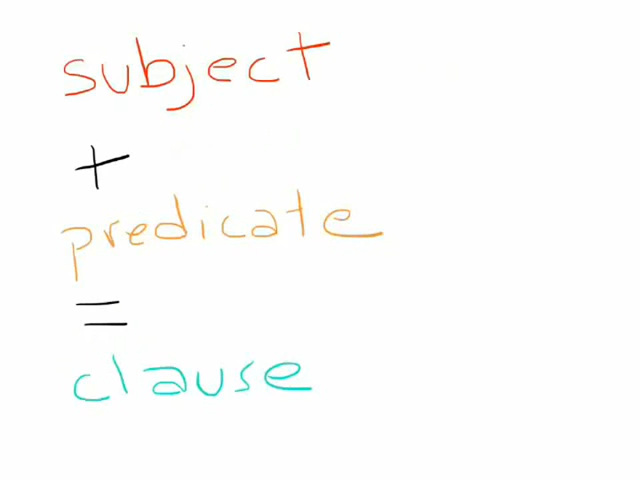 subject
+
predicate
=
clause